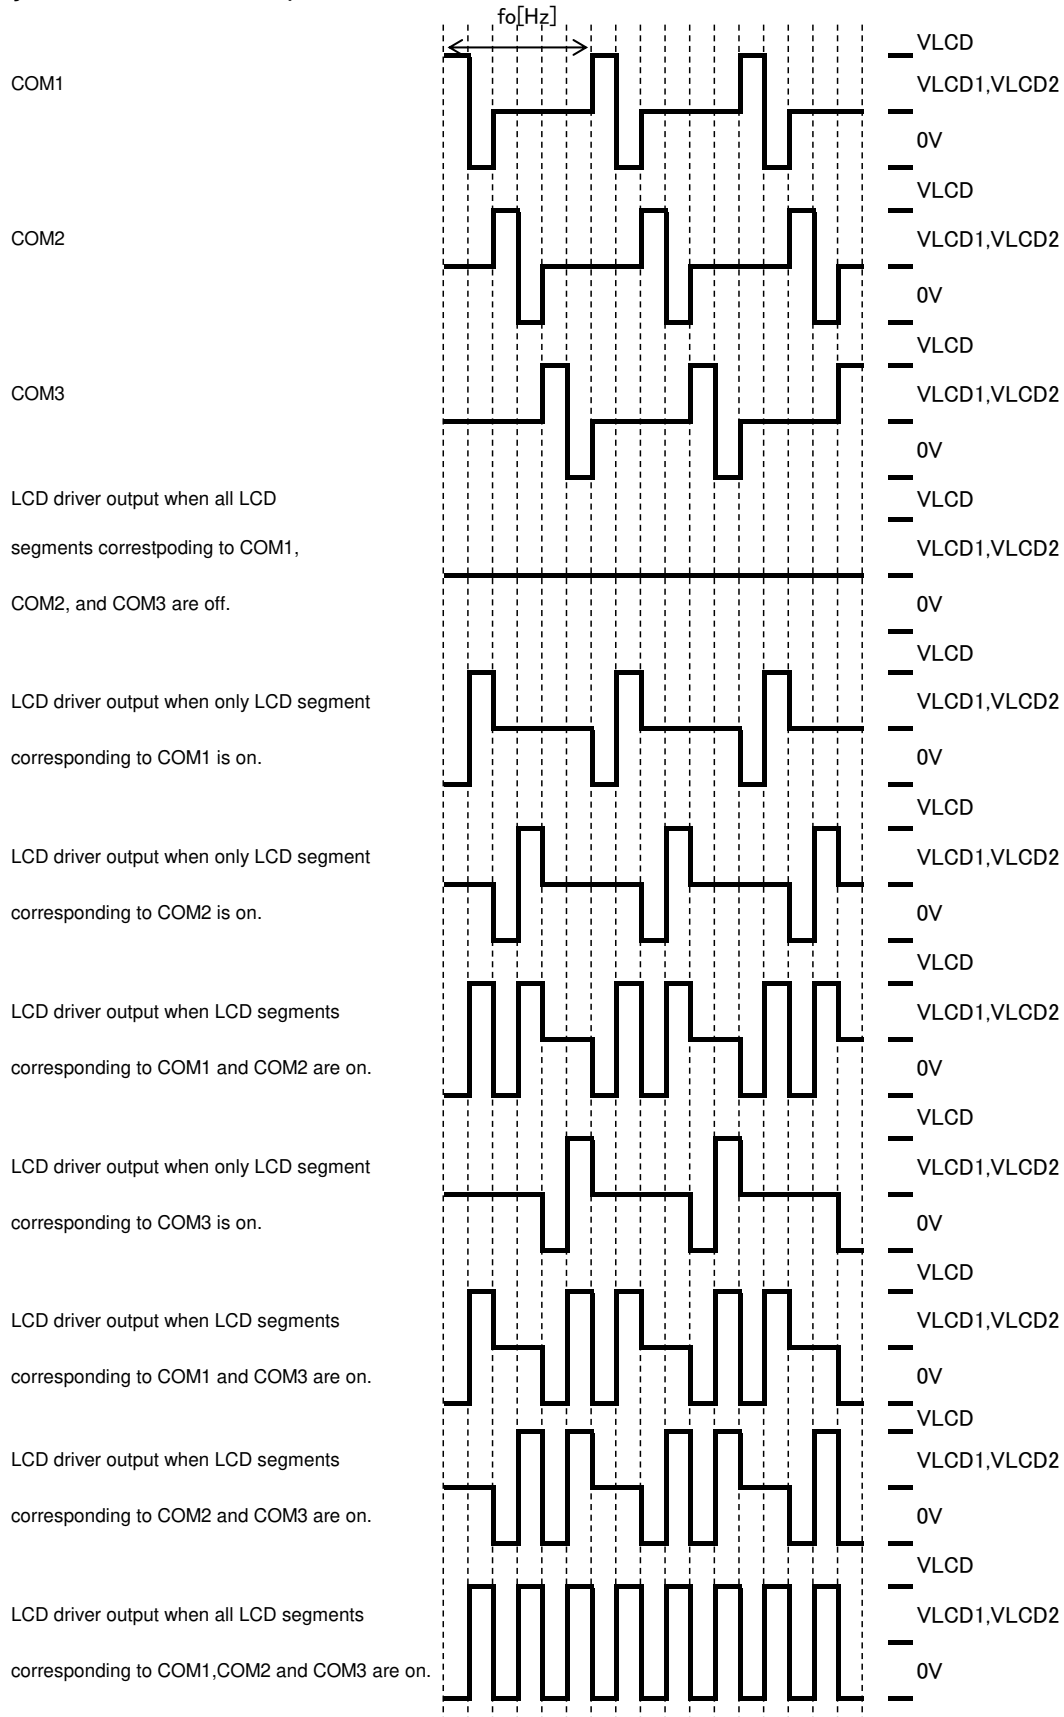 fo[Hz]
VLCD
COM1
VLCD1,VLCD2
0V
VLCD
COM2
VLCD1,VLCD2
0V
VLCD
COM3
VLCD1,VLCD2
0V
LCD driver output when all LCD
VLCD
segments correstpoding to COM1,
VLCD1,VLCD2
COM2, and COM3 are off.
0V
VLCD
LCD driver output when only LCD segment
VLCD1,VLCD2
corresponding to COM1 is on.
0V
VLCD
LCD driver output when only LCD segment
VLCD1,VLCD2
corresponding to COM2 is on.
0V
VLCD
LCD driver output when LCD segments
VLCD1,VLCD2
corresponding to COM1 and COM2 are on.
0V
VLCD
LCD driver output when only LCD segment
VLCD1,VLCD2
corresponding to COM3 is on.
0V
VLCD
LCD driver output when LCD segments
VLCD1,VLCD2
corresponding to COM1 and COM3 are on.
0V
VLCD
LCD driver output when LCD segments
VLCD1,VLCD2
corresponding to COM2 and COM3 are on.
0V
VLCD
LCD driver output when all LCD segments
VLCD1,VLCD2
corresponding to COM1,COM2 and COM3 are on.
0V